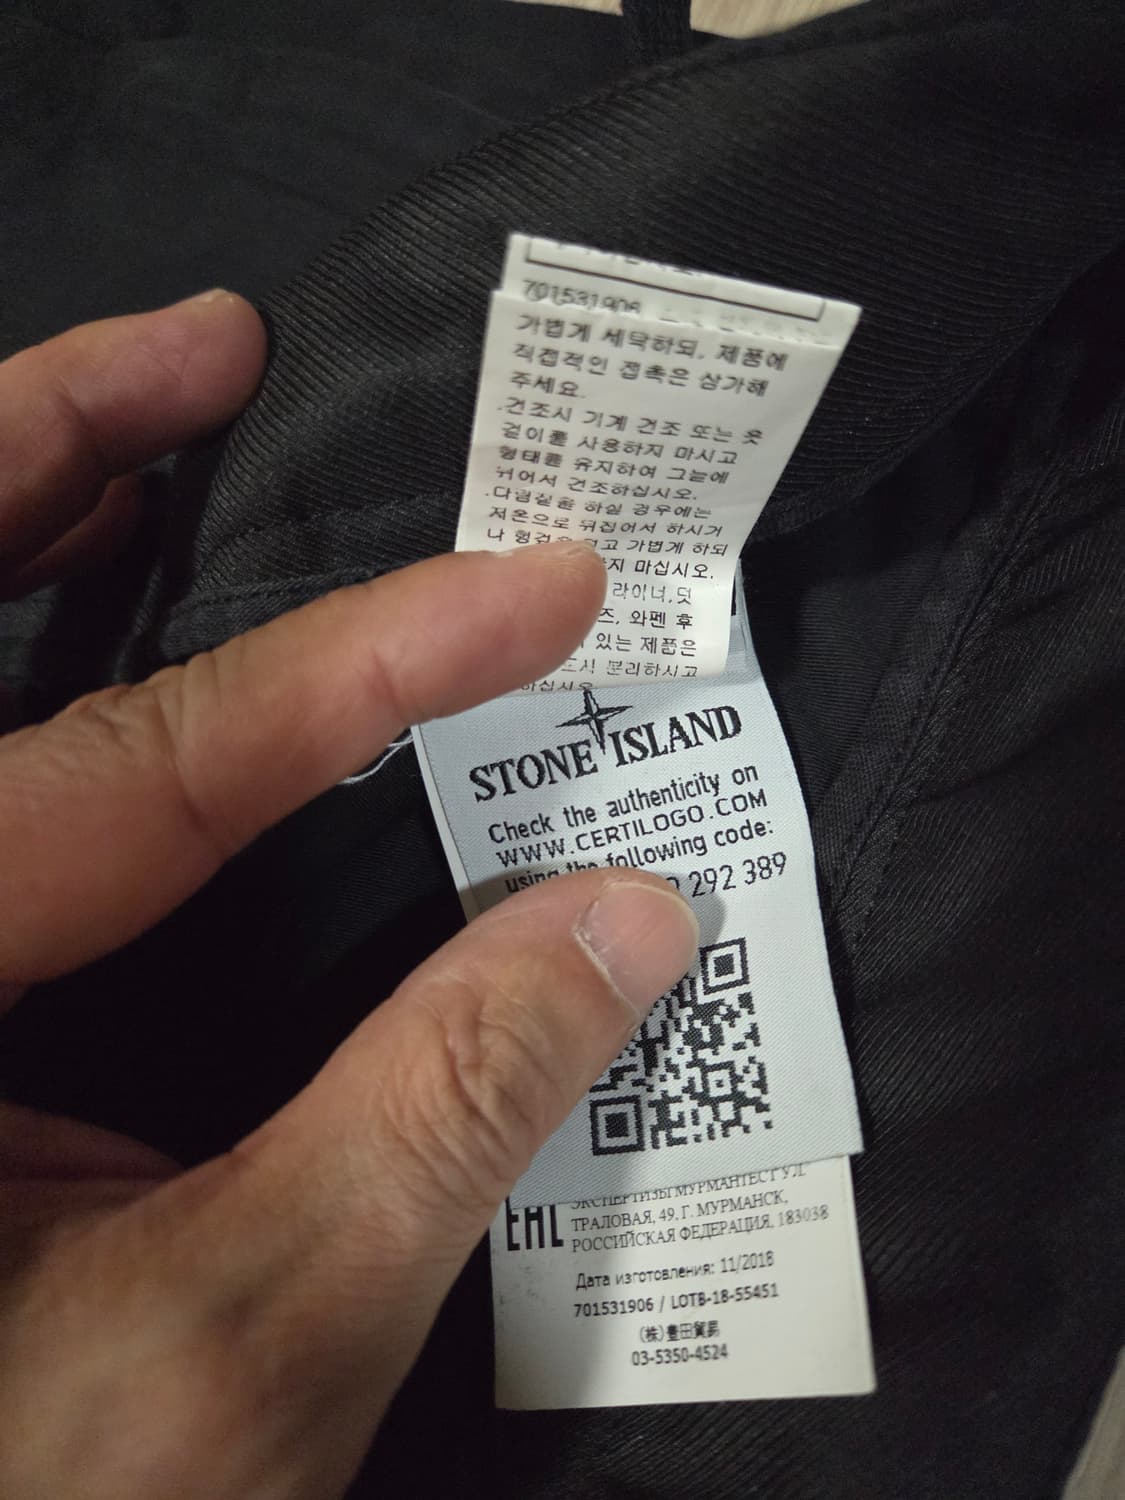 701531906
가볍게 세탁하되, 제품에
직접적인 접촉은 삼가해
주세요.
.건조시 기계 건조 또는 옷
걸이를 사용하지 마시고
형태를 유지하여 그늘에
뉘어서 건조하십시오.
.다림질을 하실 경우에는
저온으로 뒤집어서 하시거
나 헝겊을 고 가볍게 하되
지 마십시오.
라이너,덧
즈, 와펜 후
있는 제품은
분리하시고
하십시오
STONE ISLAND
Check the authenticity on
WWW.CERTILOGO.COM
using the following code:
292 389
ЭКСПЕРТИЗЫ МУРМАНТЕСТ УЛ.
EAC ТРАЛОВАЯ, 49, Г. МУРМАНСК,
РОССИЙСКАЯ ФЕДЕРАЦИЯ, 183038
Дата изготовления: 11/2018
701531906 / LOTB-18-55451
(株)豊田貿易
03-5350-4524